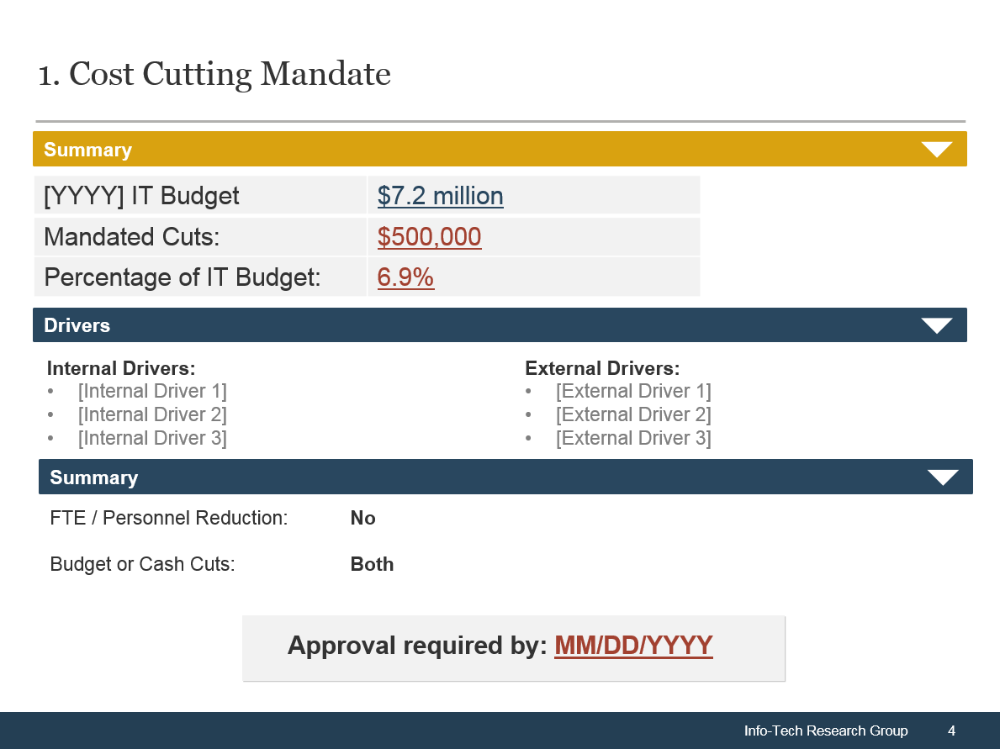 1. Cost Cutting Mandate
Summary
[YYYY] IT Budget $7.2 million
Mandated Cuts: $500,000
Percentage of IT Budget: 6.9%
Drivers
Internal Drivers:
• [Internal Driver 1]
• [Internal Driver 2]
• [Internal Driver 3]
External Drivers:
• [External Driver 1]
• [External Driver 2]
• [External Driver 3]
Summary
FTE / Personnel Reduction: No
Budget or Cash Cuts: Both
Approval required by: MM/DD/YYYY
Info-Tech Research Group 4